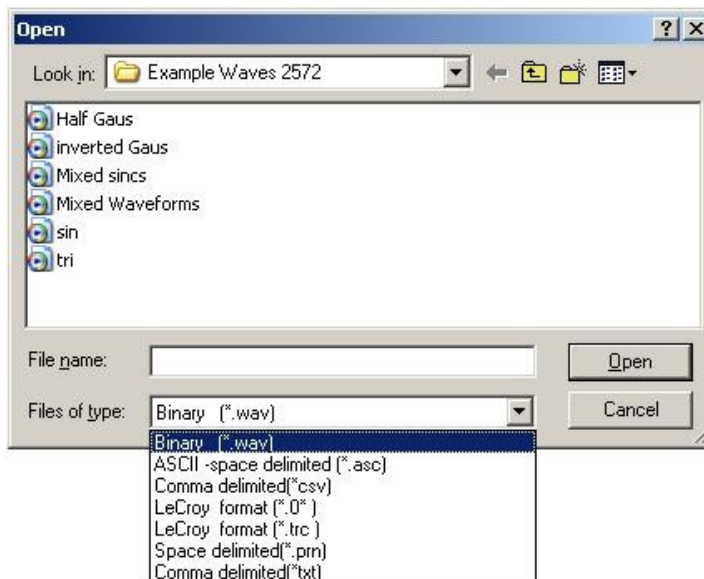 Open
Look in: Example Waves 2572
Half Gaus
inverted Gaus
Mixed sincs
Mixed Waveforms
sin
tri
File name:
Open
Files of type: Binary (*.wav)
Cancel
Binary (*.wav)
ASCII -space delimited (*.asc)
Comma delimited(*csv)
LeCroy format (*.0* )
LeCroy format (*.trc )
Space delimited(*.prn)
Comma delimited(*txt)